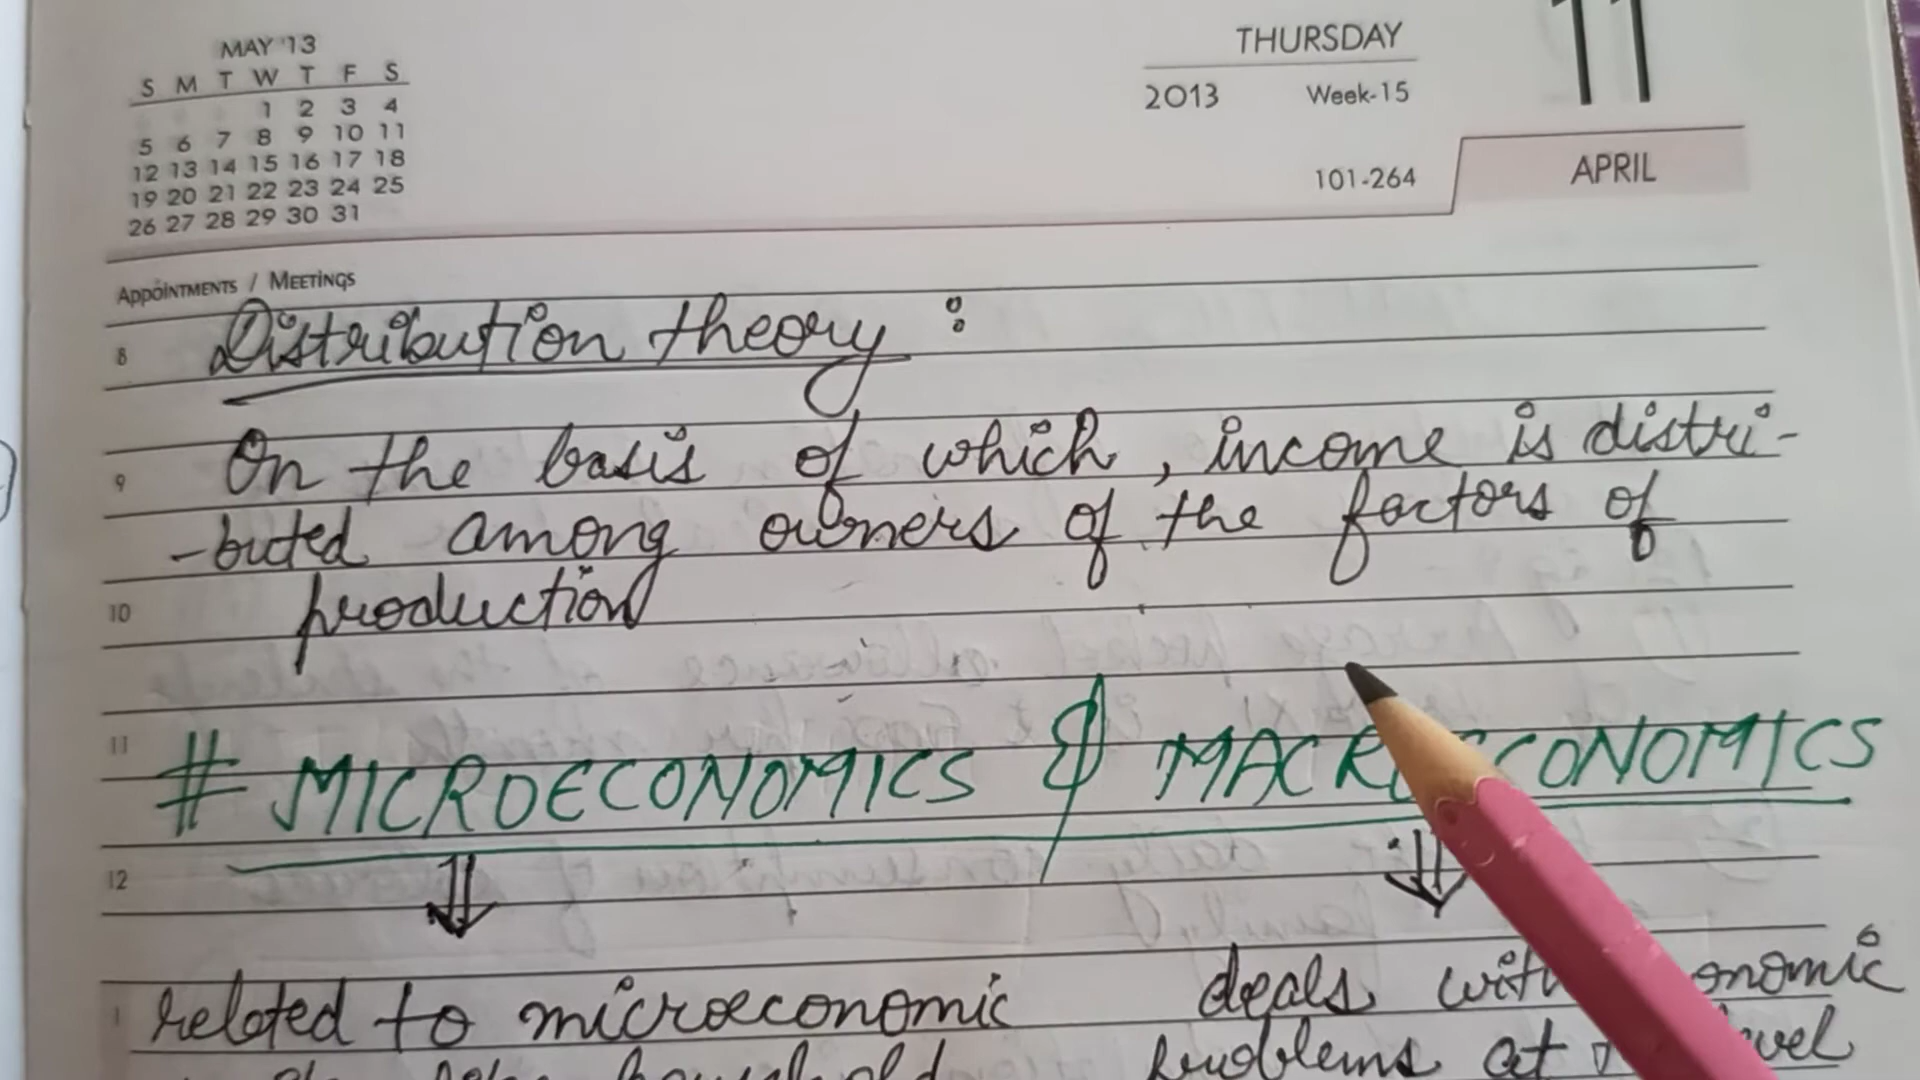 MAY '13
S M T W T F S
1 2 3 4
5 6 7 8 9 10 11
12 13 14 15 16 17 18
19 20 21 22 23 24 25
26 27 28 29 30 31
THURSDAY
2013 Week-15
101-264
11
APRIL
Appointments / Meetings
8 Distribution theory :
9 On the basis of which, income is distri-
-buted among owners of the factors of
10 production
11 # MICROECONOMICS & MACROECONOMICS
12
1 related to microeconomic deals
problems at